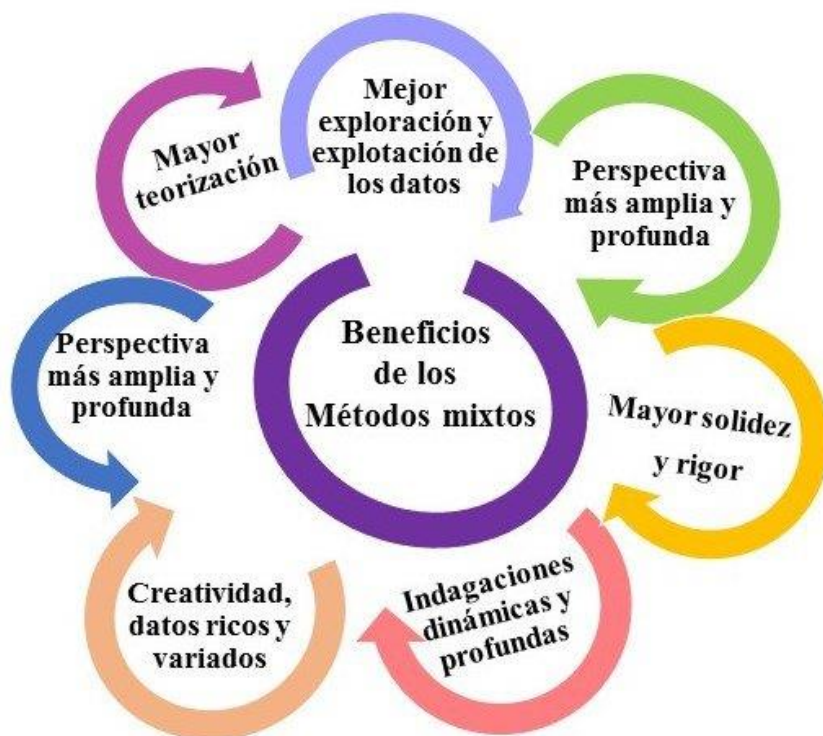 Mejor
exploración y
explotación de
los datos
Perspectiva
más amplia y
profunda
Mayor solidez
y rigor
Indagaciones
dinámicas y
profundas
Creatividad,
datos ricos y
variados
Perspectiva
más amplia y
profunda
Mayor
teorización
Beneficios
de los
Métodos mixtos